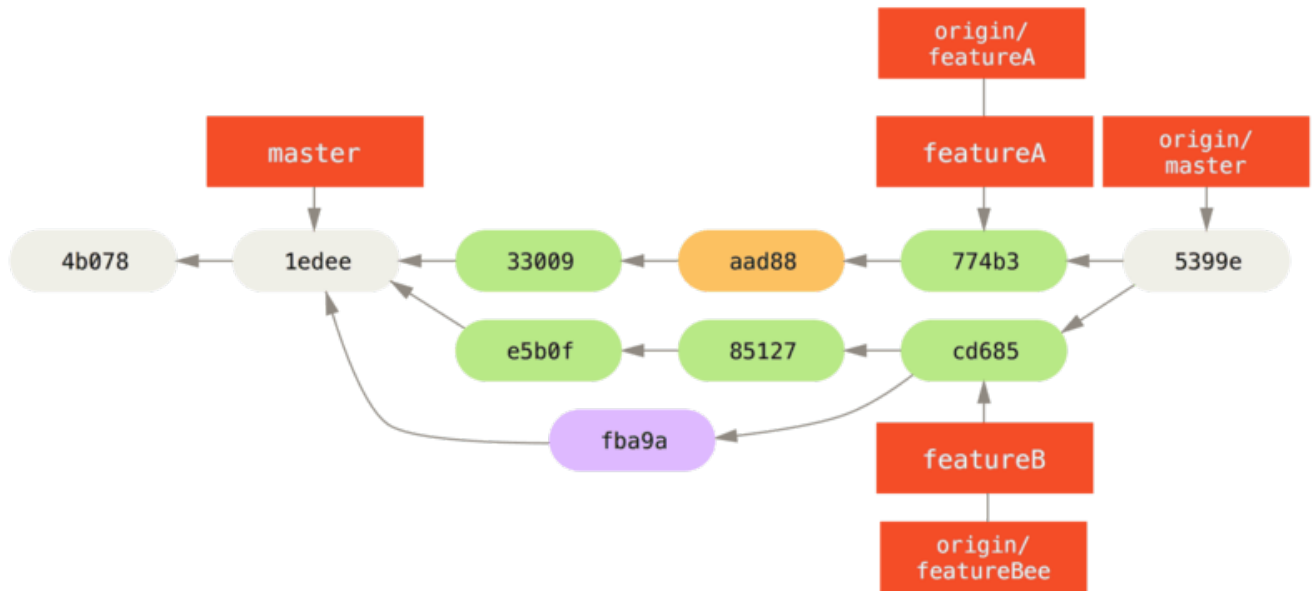 origin/
featureA
master
featureA
origin/
master
4b078
1edee
33009
aad88
774b3
5399e
e5b0f
85127
cd685
fba9a
featureB
origin/
featureBee